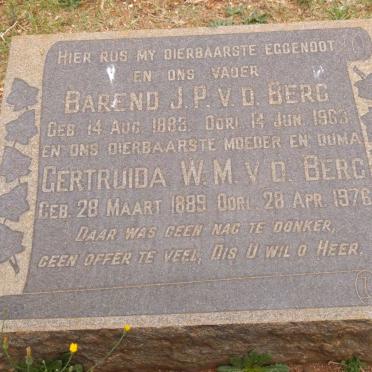 HIER RUS MY DIERBAARSTE EGGENOOT
EN ONS VADER
BAREND J.P. V.D. BERG
GEB. 14 AUG. 1883. OORL. 14 JUN. 1963
EN ONS DIERBAARSTE MOEDER EN OUMA
GERTRUIDA W.M. V.D. BERG
GEB. 28 MAART 1889 OORL. 28 APR. 1976
DAAR WAS GEEN NAG TE DONKER,
GEEN OFFER TE VEEL, DIS U WIL O HEER.